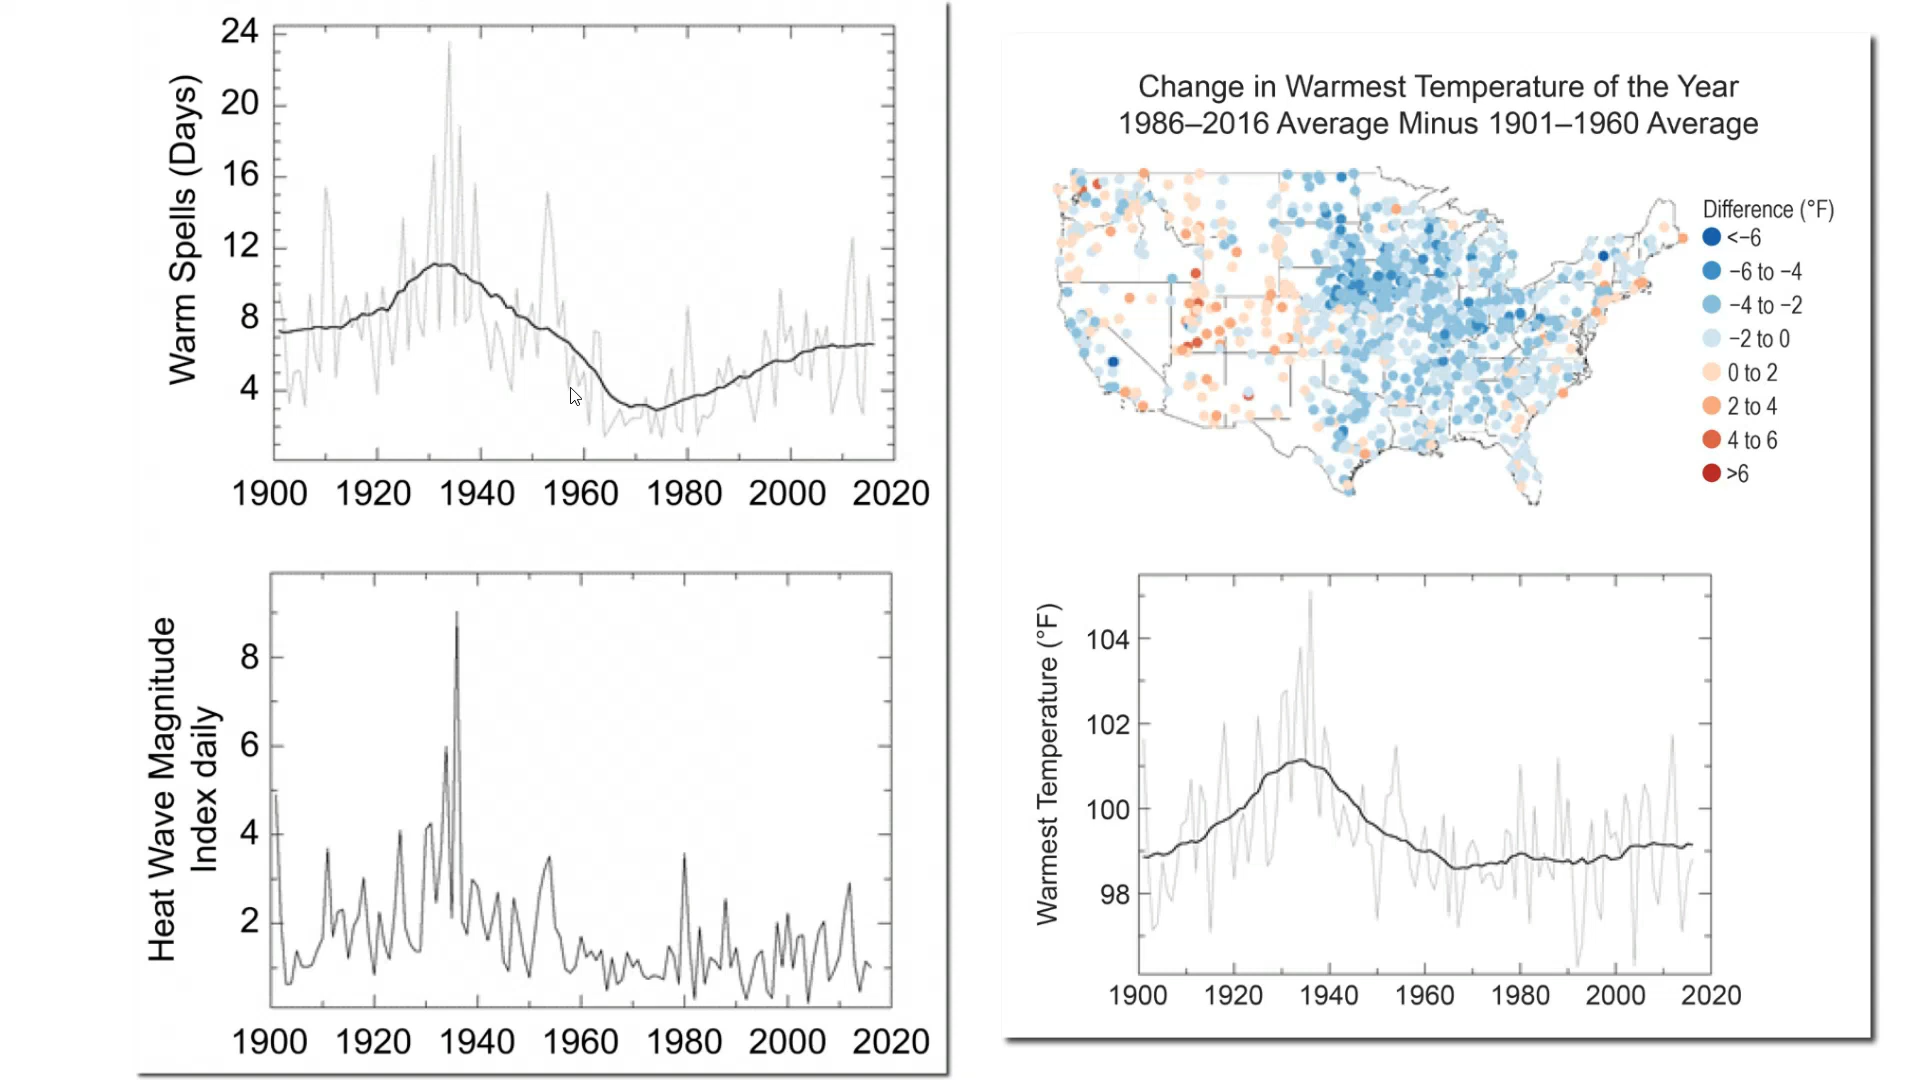 24
20
16
12
8
4
Warm Spells (Days)
1900 1920 1940 1960 1980 2000 2020
8
6
4
2
Heat Wave Magnitude
Index daily
1900 1920 1940 1960 1980 2000 2020
Change in Warmest Temperature of the Year
1986–2016 Average Minus 1901–1960 Average
Difference (°F)
<−6
−6 to −4
−4 to −2
−2 to 0
0 to 2
2 to 4
4 to 6
>6
104
102
100
98
Warmest Temperature (°F)
1900 1920 1940 1960 1980 2000 2020